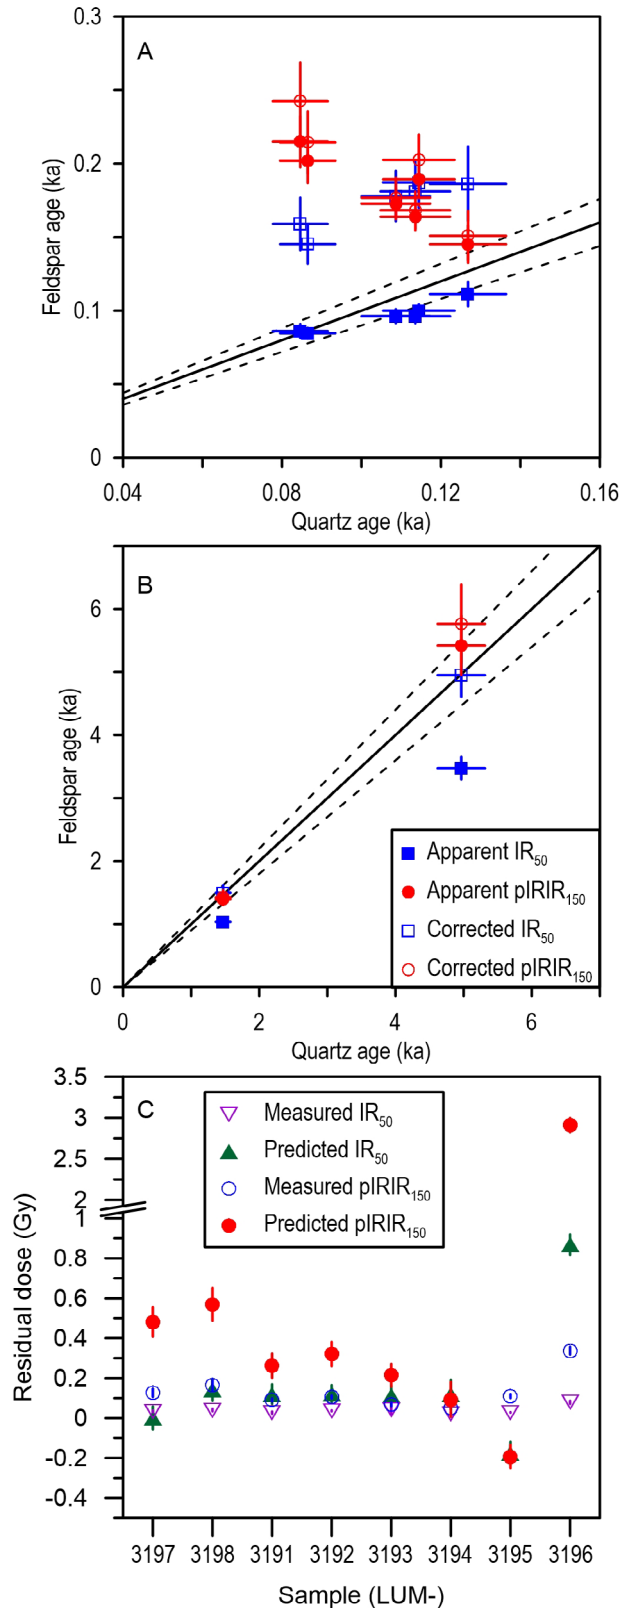 0.3
A
0.2
Feldspar age (ka)
0.1
0
0.04 0.08 0.12 0.16
Quartz age (ka)
B
6
Feldspar age (ka)
4
2
0
Apparent IR50
Apparent pIRIR150
Corrected IR50
Corrected pIRIR150
0 2 4 6
Quartz age (ka)
3.5
C
3
2.5
2
1
0.8
0.6
0.4
0.2
0
-0.2
-0.4
Measured IR50
Predicted IR50
Measured pIRIR150
Predicted pIRIR150
Residual dose (Gy)
3197 3198 3191 3192 3193 3194 3195 3196
Sample (LUM-)